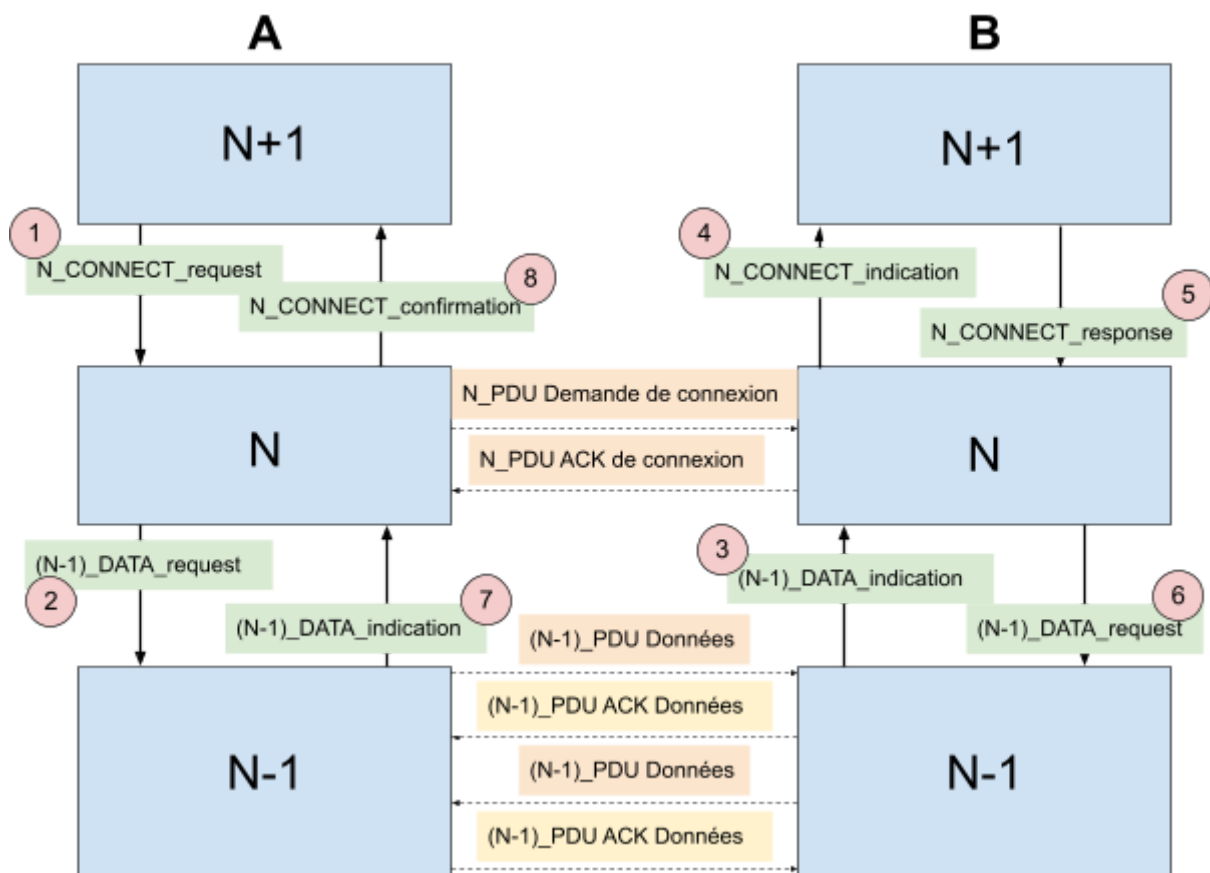 A
B
N+1
N+1
1
N_CONNECT_request
8
N_CONNECT_confirmation
4
N_CONNECT_indication
5
N_CONNECT_response
N
N_PDU Demande de connexion
N_PDU ACK de connexion
N
(N-1)_DATA_request
2
7
(N-1)_DATA_indication
3
(N-1)_DATA_indication
6
(N-1)_DATA_request
(N-1)_PDU Données
(N-1)_PDU ACK Données
(N-1)_PDU Données
(N-1)_PDU ACK Données
N-1
N-1